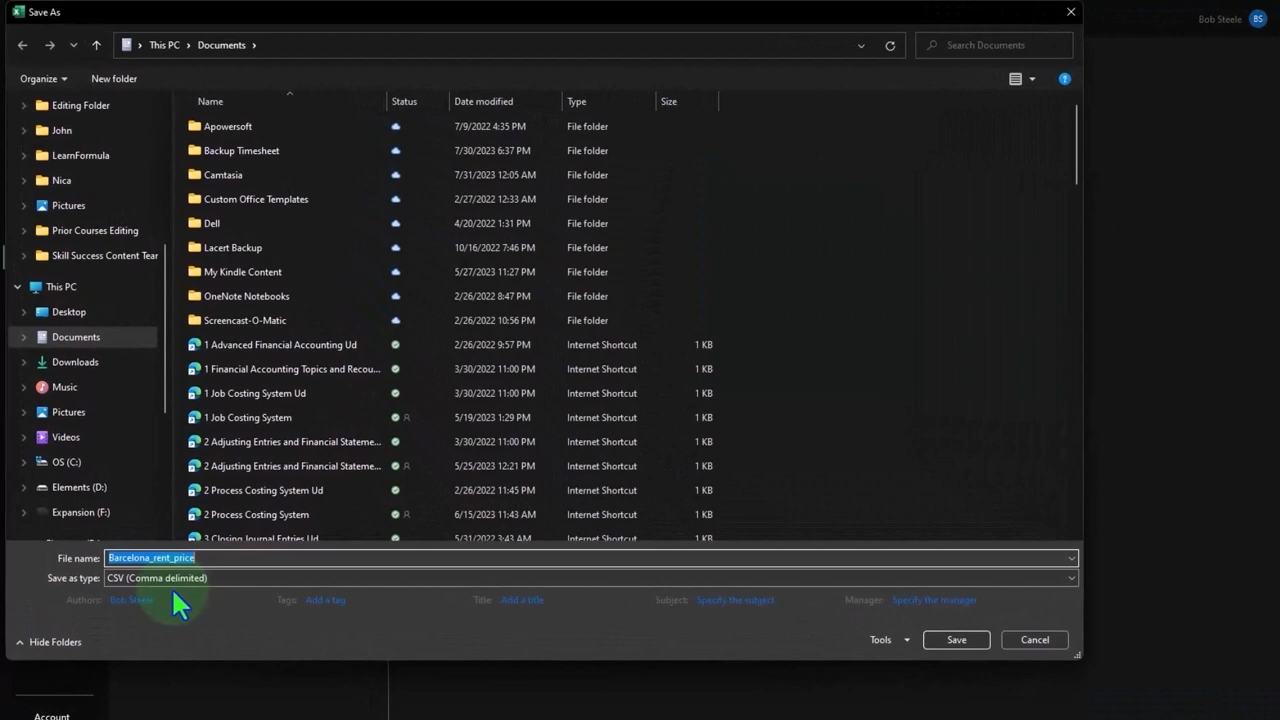 Save As
Bob Steele BS
This PC Documents
Search Documents
Organize New folder
Name Status Date modified Type Size
Editing Folder
John
LearnFormula
Nica
Pictures
Prior Courses Editing
Skill Success Content Tear
This PC
Desktop
Documents
Downloads
Music
Pictures
Videos
OS (C:)
Elements (D:)
Expansion (F:)
Apowersoft 7/9/2022 4:35 PM File folder
Backup Timesheet 7/30/2023 6:37 PM File folder
Camtasia 7/31/2023 12:05 AM File folder
Custom Office Templates 2/27/2022 12:33 AM File folder
Dell 4/20/2022 1:31 PM File folder
Lacert Backup 10/16/2022 7:46 PM File folder
My Kindle Content 5/27/2023 11:27 PM File folder
OneNote Notebooks 2/26/2022 8:47 PM File folder
Screencast-O-Matic 2/26/2022 10:56 PM File folder
1 Advanced Financial Accounting Ud 2/26/2022 9:57 PM Internet Shortcut 1 KB
1 Financial Accounting Topics and Recou... 3/30/2022 11:00 PM Internet Shortcut 1 KB
1 Job Costing System Ud 3/30/2022 11:00 PM Internet Shortcut 1 KB
1 Job Costing System 5/19/2023 1:29 PM Internet Shortcut 1 KB
2 Adjusting Entries and Financial Stateme... 3/30/2022 11:00 PM Internet Shortcut 1 KB
2 Adjusting Entries and Financial Stateme... 5/25/2023 12:21 PM Internet Shortcut 1 KB
2 Process Costing System Ud 2/26/2022 11:45 PM Internet Shortcut 1 KB
2 Process Costing System 6/15/2023 11:43 AM Internet Shortcut 1 KB
3 Closing Journal Entries Ud 5/31/2022 3:43 AM Internet Shortcut 1 KB
File name: Barcelona_rent_price
Save as type: CSV (Comma delimited)
Authors: Bob Steele Tags: Add a tag Title: Add a title Subject: Specify the subject Manager: Specify the manager
Hide Folders Tools Save Cancel
Account